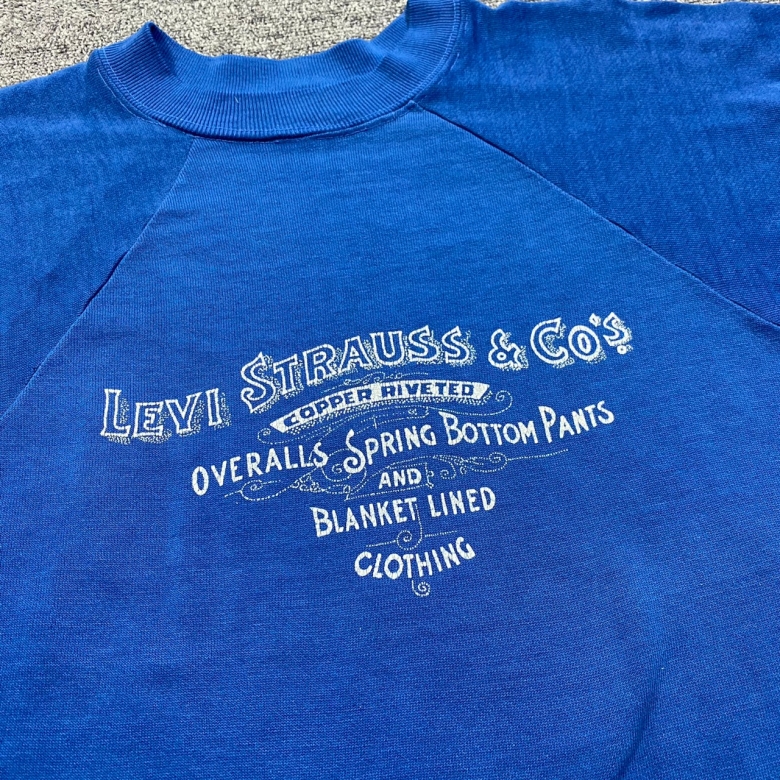 LEVI STRAUSS & CO'S.
COPPER RIVETED
OVERALLS SPRING BOTTOM PANTS
AND
BLANKET LINED
CLOTHING